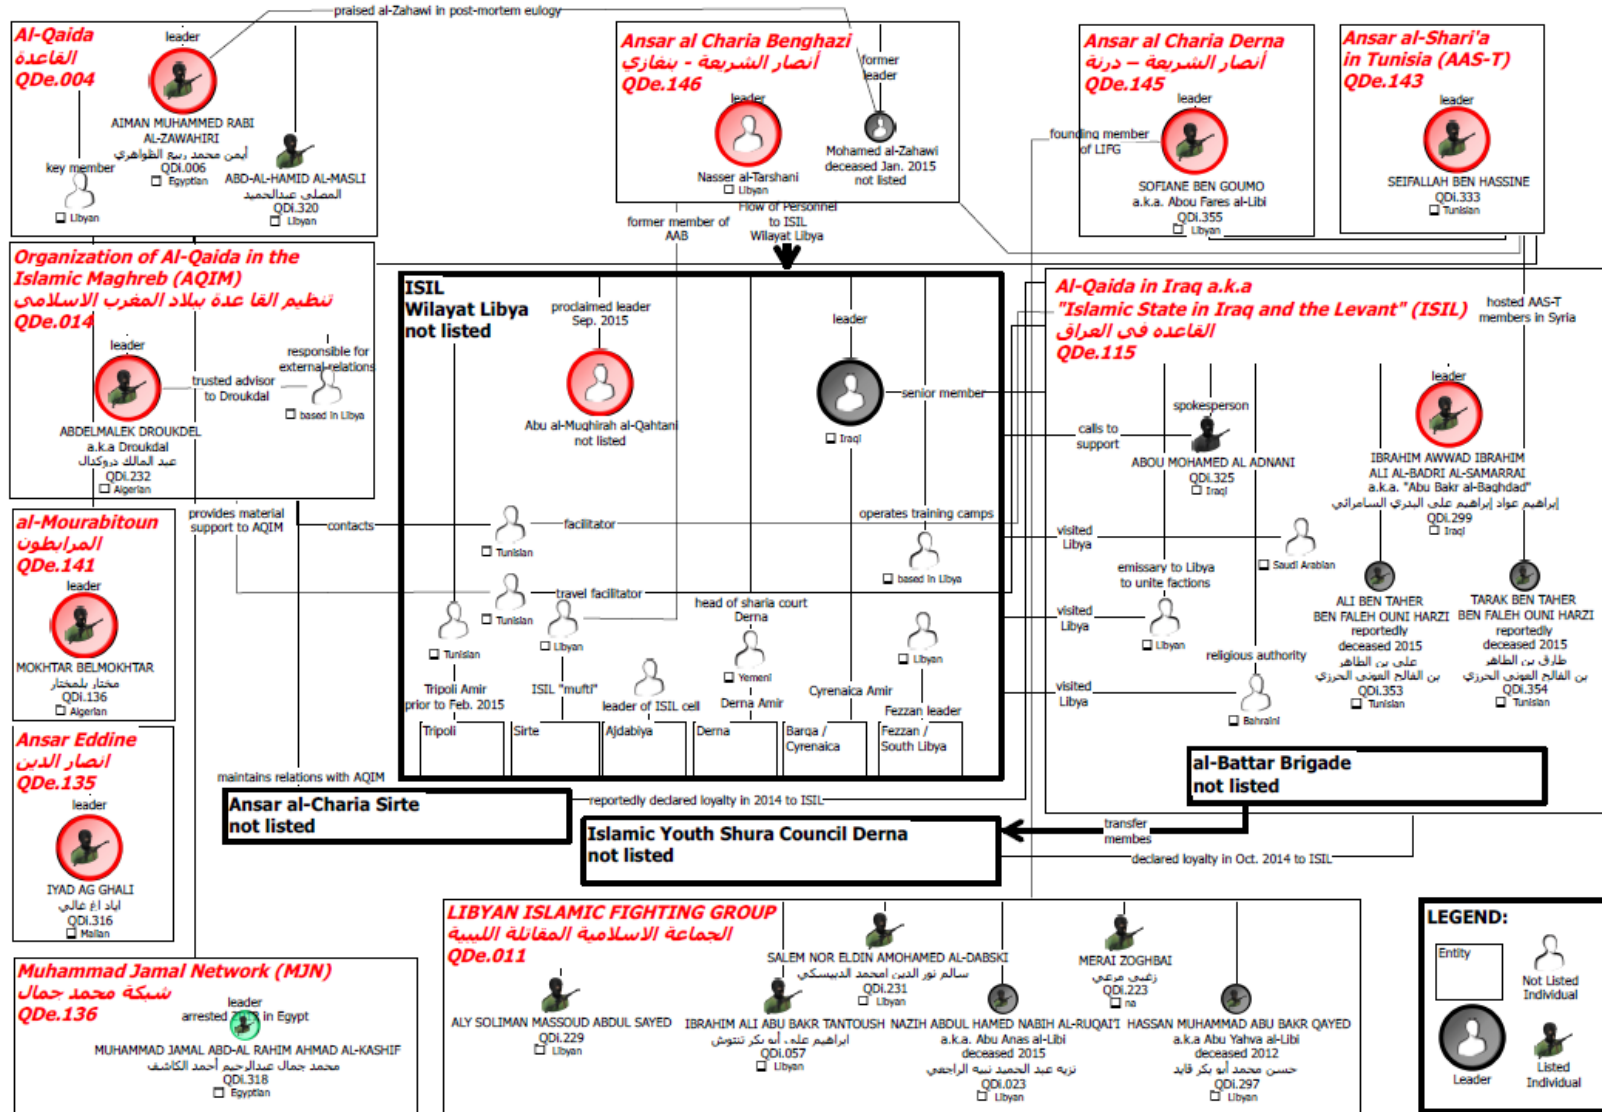 praised al-Zahawi in post-mortem eulogy
Al-Qaida
القاعدة
QDe.004
leader
AIMAN MUHAMMED RABI
AL-ZAWAHIRI
أيمن محمد ربيع الظواهري
QDi.006
Egyptian
key member
Libyan
ABD-AL-HAMID AL-MASLI
المصلى عبدالحميد
QDi.320
Libyan
Ansar al Charia Benghazi
أنصار الشريعة - بنغازي
QDe.146
leader
Nasser al-Tarshani
Libyan
former
leader
Mohamed al-Zahawi
deceased Jan. 2015
not listed
Ansar al Charia Derna
أنصار الشريعة – درنة
QDe.145
leader
founding member
of LIFG
SOFIANE BEN GOUMO
a.k.a. Abou Fares al-Libi
QDi.355
Libyan
Ansar al-Shari'a
in Tunisia (AAS-T)
QDe.143
leader
SEIFALLAH BEN HASSINE
QDi.333
Tunisian
former member of
AAB
Flow of Personnel
to ISIL
Wilayat Libya
Organization of Al-Qaida in the
Islamic Maghreb (AQIM)
تنظيم القا عدة ببلاد المغرب الاسلامى
QDe.014
leader
responsible for
external relations
trusted advisor
to Droukdal
based in Libya
ABDELMALEK DROUKDEL
a.k.a Droukdal
عبد المالك دروكدال
QDi.232
Algerian
provides material
support to AQIM
contacts
ISIL
Wilayat Libya
not listed
proclaimed leader
Sep. 2015
Abu al-Mughirah al-Qahtani
not listed
leader
Iraqi
senior member
facilitator
Tunisian
operates training camps
based in Libya
travel facilitator
Tunisian
Tunisian
Libyan
head of sharia court
Derna
Yemeni
Libyan
Tripoli Amir
prior to Feb. 2015
ISIL "mufti"
leader of ISIL cell
Derna Amir
Cyrenaica Amir
Fezzan leader
Tripoli
Sirte
Ajdabiya
Derna
Barqa /
Cyrenaica
Fezzan /
South Libya
Al-Qaida in Iraq a.k.a
"Islamic State in Iraq and the Levant" (ISIL)
القاعده في العراق
QDe.115
hosted AAS-T
members in Syria
calls to
support
spokesperson
ABOU MOHAMED AL ADNANI
QDi.325
Iraqi
leader
IBRAHIM AWWAD IBRAHIM
ALI AL-BADRI AL-SAMARRAI
a.k.a. "Abu Bakr al-Baghdad"
إبراهيم عواد إبراهيم على البدري السامرائي
QDi.299
Iraqi
visited
Libya
Saudi Arabian
emissary to Libya
to unite factions
visited
Libya
Libyan
religious authority
visited
Libya
Bahraini
ALI BEN TAHER
BEN FALEH OUNI HARZI
reportedly
deceased 2015
على بن الطاهر
بن الفالح العونى الحرزي
QDi.353
Tunisian
TARAK BEN TAHER
BEN FALEH OUNI HARZI
reportedly
deceased 2015
طارق بن الطاهر
بن الفالح العونى الحرزي
QDi.354
Tunisian
al-Battar Brigade
not listed
al-Mourabitoun
المرابطون
QDe.141
leader
MOKHTAR BELMOKHTAR
مختار بلمختار
QDi.136
Algerian
Ansar Eddine
انصار الدين
QDe.135
leader
IYAD AG GHALI
اياد اغ غالي
QDi.316
Malian
maintains relations with AQIM
Ansar al-Charia Sirte
not listed
reportedly declared loyalty in 2014 to ISIL
Islamic Youth Shura Council Derna
not listed
transfer
membes
declared loyalty in Oct. 2014 to ISIL
Muhammad Jamal Network (MJN)
شبكة محمد جمال
QDe.136
leader
arrested in Egypt
MUHAMMAD JAMAL ABD-AL RAHIM AHMAD AL-KASHIF
محمد جمال عبدالرحيم أحمد الكاشف
QDi.318
Egyptian
LIBYAN ISLAMIC FIGHTING GROUP
الجماعة الاسلامية المقاتلة الليبية
QDe.011
SALEM NOR ELDIN AMOHAMED AL-DABSKI
سالم نور الدين امحمد الدبيسكي
QDi.231
Libyan
MERAI ZOGHBAI
زغبي مرعي
QDi.223
na
ALY SOLIMAN MASSOUD ABDUL SAYED
QDi.229
Libyan
IBRAHIM ALI ABU BAKR TANTOUSH
ابراهيم على أبو بكر تنتوش
QDi.057
Libyan
NAZIH ABDUL HAMED NABIH AL-RUQAI'I
a.k.a. Abu Anas al-Libi
deceased 2015
نزيه عبد الحميد نبيه الراجعي
QDi.023
Libyan
HASSAN MUHAMMAD ABU BAKR QAYED
a.k.a Abu Yahva al-Libi
deceased 2012
حسن محمد أبو بكر قايد
QDi.297
Libyan
LEGEND:
Entity
Not Listed
Individual
Leader
Listed
Individual